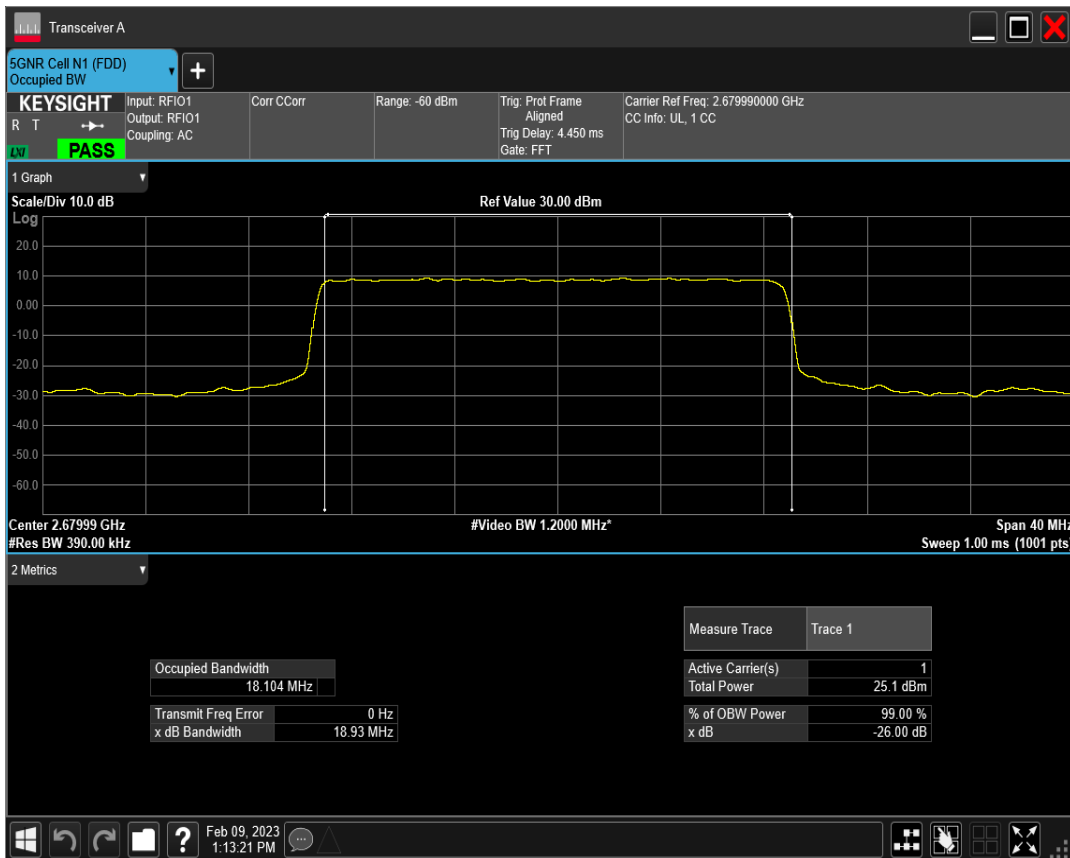 Transceiver A
5GNR Cell N1 (FDD)
Occupied BW
+
KEYSIGHT
R T
LXI
PASS
Input: RFIO1
Output: RFIO1
Coupling: AC
Corr CCorr
Range: -60 dBm
Trig: Prot Frame
Aligned
Trig Delay: 4.450 ms
Gate: FFT
Carrier Ref Freq: 2.679990000 GHz
CC Info: UL, 1 CC
1 Graph
Scale/Div 10.0 dB
Ref Value 30.00 dBm
Log
20.0
10.0
0.00
-10.0
-20.0
-30.0
-40.0
-50.0
-60.0
Center 2.67999 GHz
#Video BW 1.2000 MHz*
Span 40 MHz
#Res BW 390.00 kHz
Sweep 1.00 ms (1001 pts)
2 Metrics
Measure Trace Trace 1
Occupied Bandwidth
18.104 MHz
Active Carrier(s) 1
Total Power 25.1 dBm
Transmit Freq Error 0 Hz
x dB Bandwidth 18.93 MHz
% of OBW Power 99.00 %
x dB -26.00 dB
?
Feb 09, 2023
1:13:21 PM